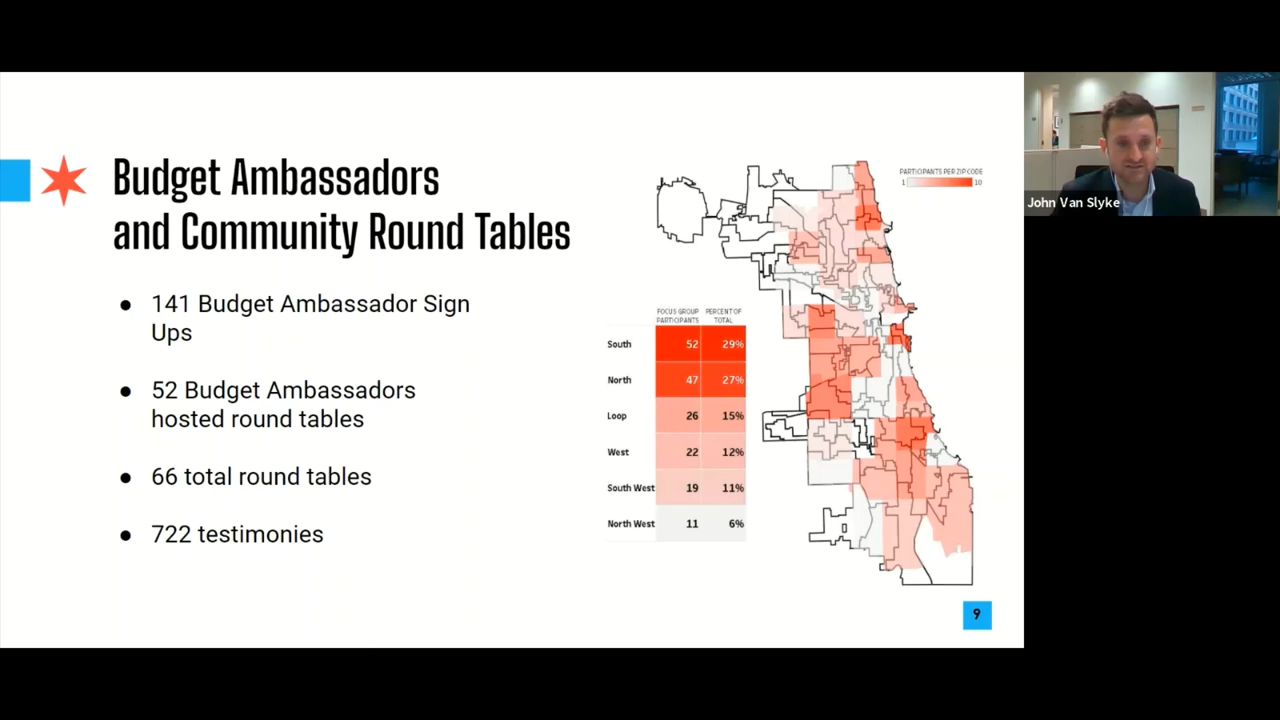 Budget Ambassadors
and Community Round Tables
● 141 Budget Ambassador Sign
Ups
● 52 Budget Ambassadors
hosted round tables
● 66 total round tables
● 722 testimonies
PARTICIPANTS PER ZIP CODE
1 10
FOCUS GROUP PARTICIPANTS PERCENT OF TOTAL
South 52 29%
North 47 27%
Loop 26 15%
West 22 12%
South West 19 11%
North West 11 6%
9
John Van Slyke